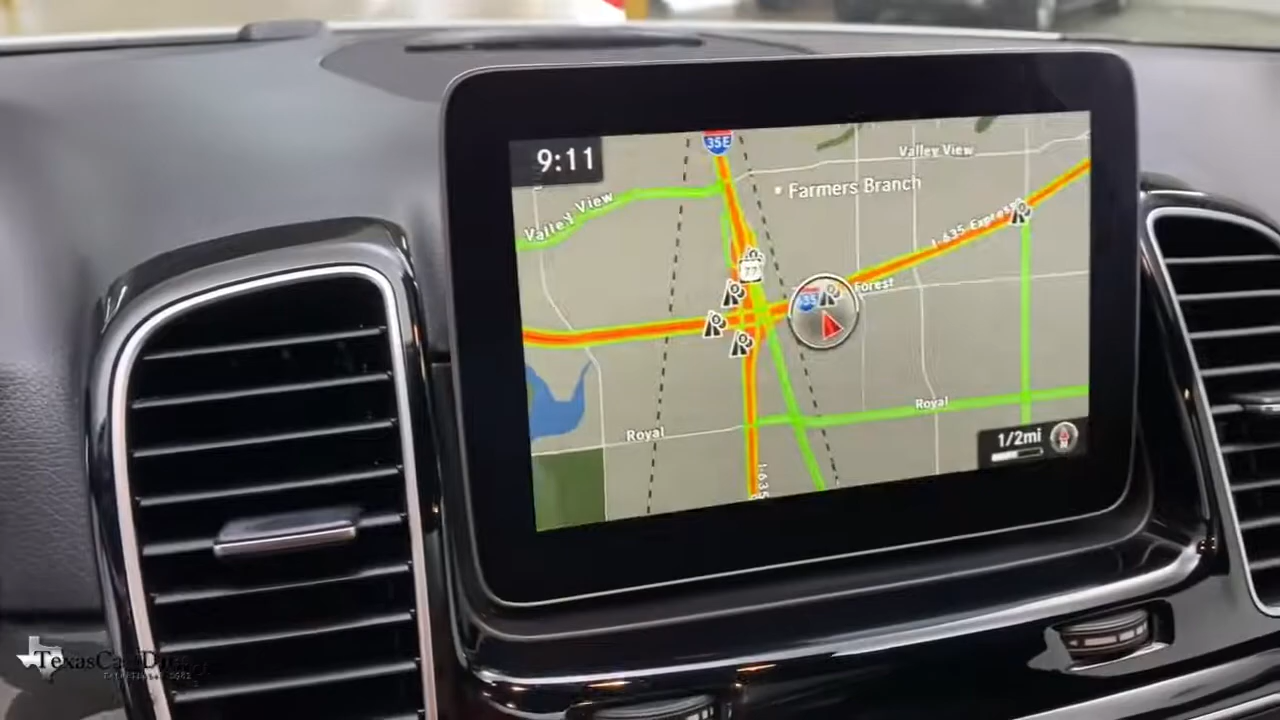 35E
9:11
Valley View
Farmers Branch
Valley View
I-635 Express
77
635
Forest
Royal
Royal
1/2mi
I-635
N